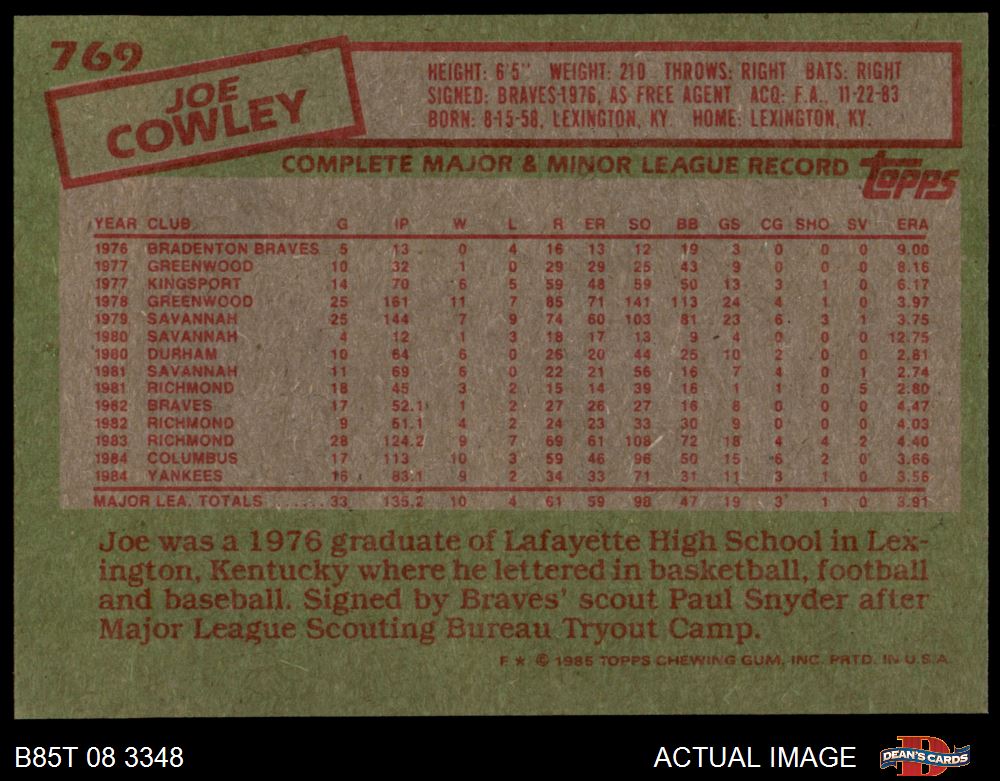 769
JOE
COWLEY
HEIGHT: 6'5" WEIGHT: 210 THROWS: RIGHT BATS: RIGHT
SIGNED: BRAVES-1976, AS FREE AGENT ACQ: F.A., 11-22-83
BORN: 8-15-58, LEXINGTON, KY. HOME: LEXINGTON, KY.
COMPLETE MAJOR & MINOR LEAGUE RECORD
TOPPS
YEAR CLUB G IP W L R ER SO BB GS CG SHO SV ERA
1976 BRADENTON BRAVES 5 13 0 4 16 13 12 19 3 0 0 0 9.00
1977 GREENWOOD 10 32 1 0 29 29 25 43 9 0 0 0 8.16
1977 KINGSPORT 14 70 6 5 59 48 59 50 13 3 1 0 6.17
1978 GREENWOOD 25 161 11 7 85 71 141 113 24 4 1 0 3.97
1979 SAVANNAH 25 144 7 9 74 60 103 81 23 6 3 1 3.75
1980 SAVANNAH 4 12 1 3 18 17 13 9 4 0 0 0 12.75
1980 DURHAM 10 64 6 0 26 20 44 25 10 2 0 0 2.81
1981 SAVANNAH 11 69 6 0 22 21 56 16 7 4 0 1 2.74
1981 RICHMOND 18 45 3 2 15 14 39 16 1 1 0 5 2.80
1982 BRAVES 17 52.1 1 2 27 26 27 16 8 0 0 0 4.47
1982 RICHMOND 9 51.1 4 2 24 23 33 30 9 0 0 0 4.03
1983 RICHMOND 28 124.2 9 7 69 61 108 72 18 4 4 2 4.40
1984 COLUMBUS 17 113 10 3 59 46 96 50 15 6 2 0 3.66
1984 YANKEES 16 83.1 9 2 34 33 71 31 11 3 1 0 3.56
MAJOR LEA. TOTALS ......33 135.2 10 4 61 59 98 47 19 3 1 0 3.91
Joe was a 1976 graduate of Lafayette High School in Lex-
ington, Kentucky where he lettered in basketball, football
and baseball. Signed by Braves' scout Paul Snyder after
Major League Scouting Bureau Tryout Camp.
F ★ © 1985 TOPPS CHEWING GUM, INC. PRTD. IN U.S.A.
B85T 08 3348 ACTUAL IMAGE DEAN'S CARDS